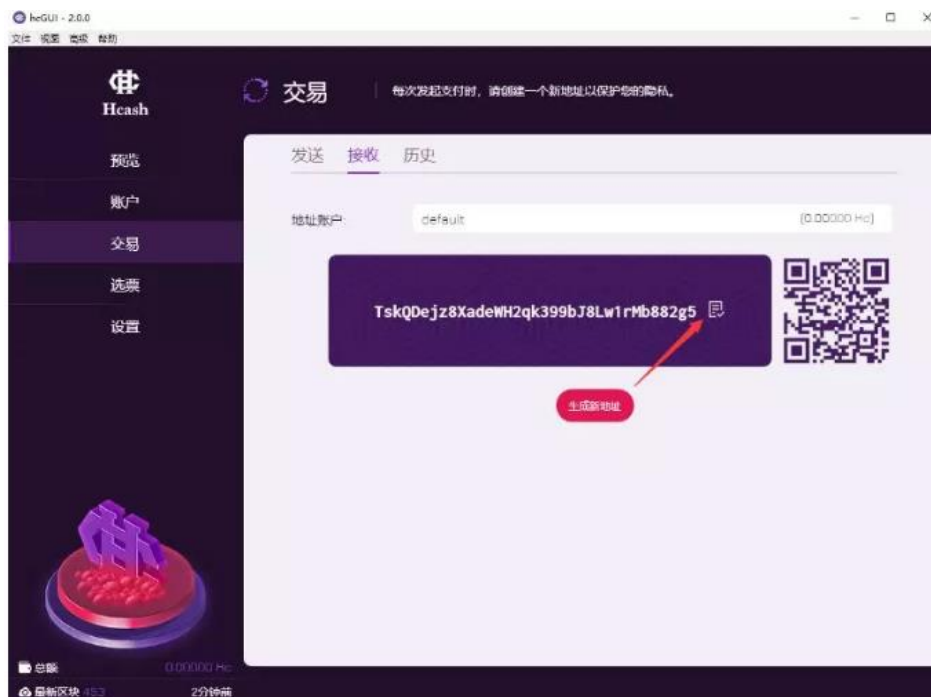 hcGUI - 2.0.0
文件 视图 高级 帮助
Hcash
交易
每次发起支付时，请创建一个新地址以保护您的隐私。
预览
账户
交易
选票
设置
发送 接收 历史
地址账户
default
(0.00000 Hc)
TskQDejz8XadeWH2qk399bJ8Lw1rMb882g5
生成新地址
总额 0.00000 Hc
最新区块 453 2分钟前